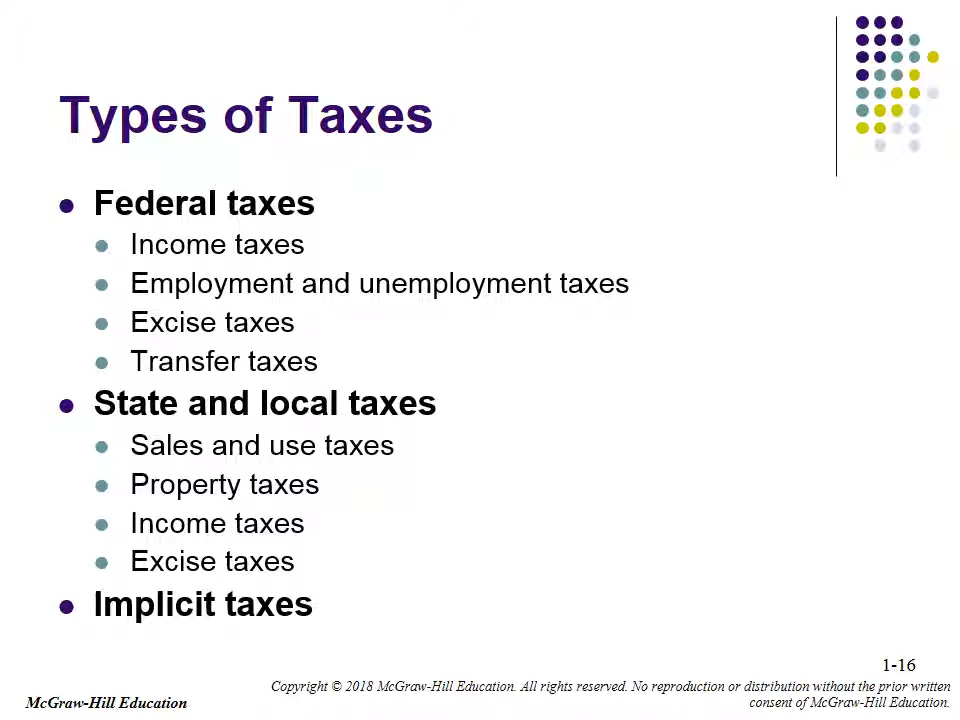 Types of Taxes
Federal taxes
Income taxes
Employment and unemployment taxes
Excise taxes
Transfer taxes
State and local taxes
Sales and use taxes
Property taxes
Income taxes
Excise taxes
Implicit taxes
1-16
McGraw-Hill Education
Copyright © 2018 McGraw-Hill Education. All rights reserved. No reproduction or distribution without the prior written
consent of McGraw-Hill Education.